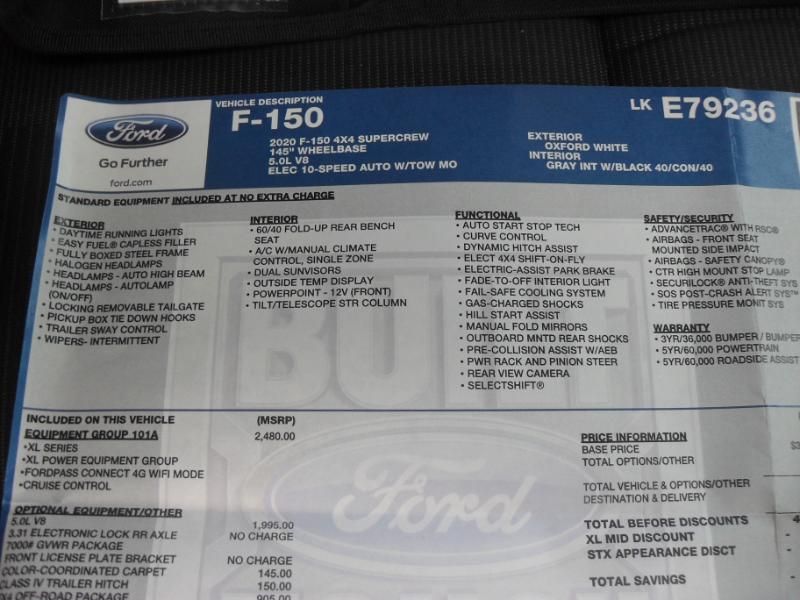 Ford
Go Further
ford.com
VEHICLE DESCRIPTION
F-150
2020 F-150 4X4 SUPERCREW
145" WHEELBASE
5.0L V8
ELEC 10-SPEED AUTO W/TOW MO
LK E79236
EXTERIOR
OXFORD WHITE
INTERIOR
GRAY INT W/BLACK 40/CON/40
STANDARD EQUIPMENT INCLUDED AT NO EXTRA CHARGE
EXTERIOR
• DAYTIME RUNNING LIGHTS
• EASY FUEL® CAPLESS FILLER
• FULLY BOXED STEEL FRAME
• HALOGEN HEADLAMPS
• HEADLAMPS - AUTO HIGH BEAM
• HEADLAMPS - AUTOLAMP
(ON/OFF)
• LOCKING REMOVABLE TAILGATE
• PICKUP BOX TIE DOWN HOOKS
• TRAILER SWAY CONTROL
• WIPERS- INTERMITTENT
INTERIOR
• 60/40 FOLD-UP REAR BENCH
SEAT
• A/C W/MANUAL CLIMATE
CONTROL, SINGLE ZONE
• DUAL SUNVISORS
• OUTSIDE TEMP DISPLAY
• POWERPOINT - 12V (FRONT)
• TILT/TELESCOPE STR COLUMN
FUNCTIONAL
• AUTO START STOP TECH
• CURVE CONTROL
• DYNAMIC HITCH ASSIST
• ELECT 4X4 SHIFT-ON-FLY
• ELECTRIC-ASSIST PARK BRAKE
• FADE-TO-OFF INTERIOR LIGHT
• FAIL-SAFE COOLING SYSTEM
• GAS-CHARGED SHOCKS
• HILL START ASSIST
• MANUAL FOLD MIRRORS
• OUTBOARD MNTD REAR SHOCKS
• PRE-COLLISION ASSIST W/AEB
• PWR RACK AND PINION STEER
• REAR VIEW CAMERA
• SELECTSHIFT®
SAFETY/SECURITY
• ADVANCETRAC® WITH RSC®
• AIRBAGS - FRONT SEAT
MOUNTED SIDE IMPACT
• AIRBAGS - SAFETY CANOPY®
• CTR HIGH MOUNT STOP LAMP
• SECURILOCK® ANTI-THEFT SYS
• SOS POST-CRASH ALERT SYS™
• TIRE PRESSURE MONIT SYS
WARRANTY
• 3YR/36,000 BUMPER / BUMPER
• 5YR/60,000 POWERTRAIN
• 5YR/60,000 ROADSIDE ASSIST
BUILT
Ford
INCLUDED ON THIS VEHICLE (MSRP)
EQUIPMENT GROUP 101A 2,480.00
•XL SERIES
•XL POWER EQUIPMENT GROUP
•FORDPASS CONNECT 4G WIFI MODE
•CRUISE CONTROL
OPTIONAL EQUIPMENT/OTHER
5.0L V8 1,995.00
3.31 ELECTRONIC LOCK RR AXLE NO CHARGE
7000# GVWR PACKAGE
FRONT LICENSE PLATE BRACKET NO CHARGE
COLOR-COORDINATED CARPET 145.00
CLASS IV TRAILER HITCH 150.00
OFF-ROAD PACKAGE 905.00
PRICE INFORMATION
BASE PRICE $3
TOTAL OPTIONS/OTHER
TOTAL VEHICLE & OPTIONS/OTHER
DESTINATION & DELIVERY
TOTAL BEFORE DISCOUNTS 4
XL MID DISCOUNT -
STX APPEARANCE DISCT -
TOTAL SAVINGS -